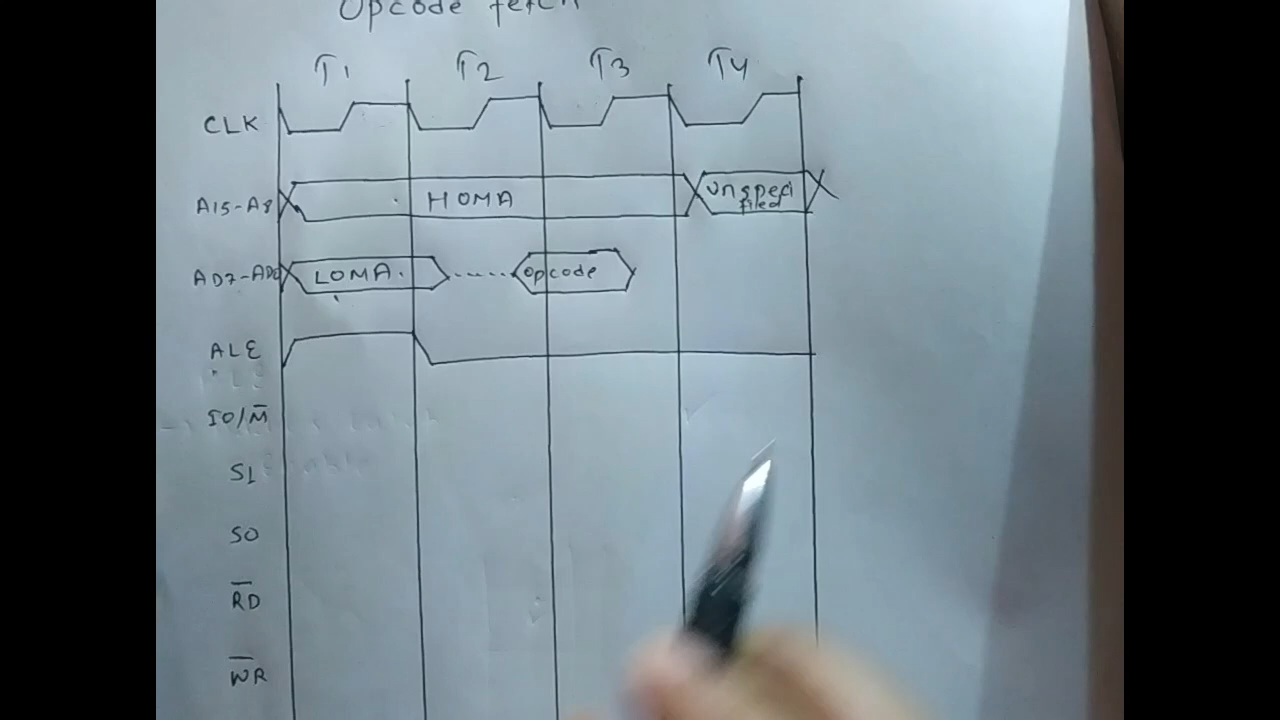 Opcode fetch
T1 T2 T3 T4
CLK
A15-A8 HOMA Unspeci
fied
AD7-AD0 LOMA. opcode
ALE
IO/M̅
S1
S0
R̅D̅
W̅R̅